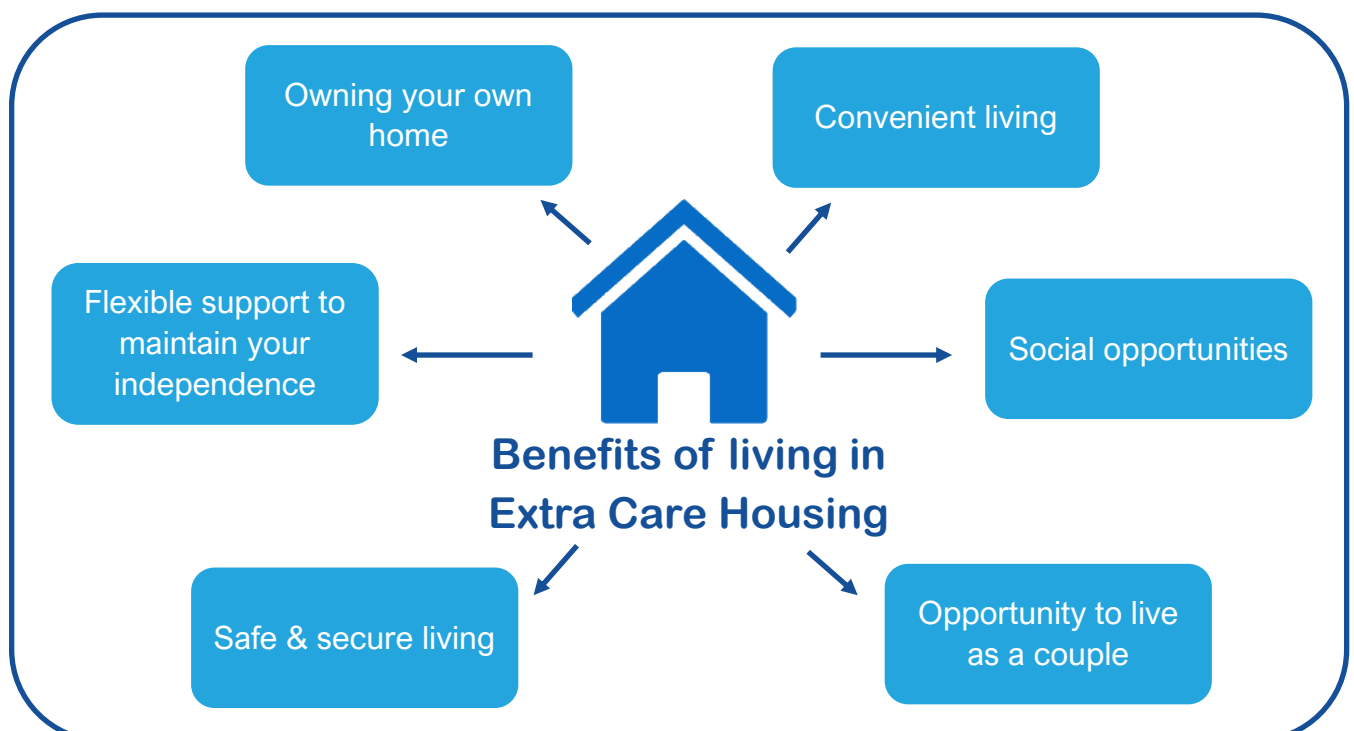 Owning your own
home
Convenient living
Flexible support to
maintain your
independence
Social opportunities
Benefits of living in
Extra Care Housing
Safe & secure living
Opportunity to live
as a couple